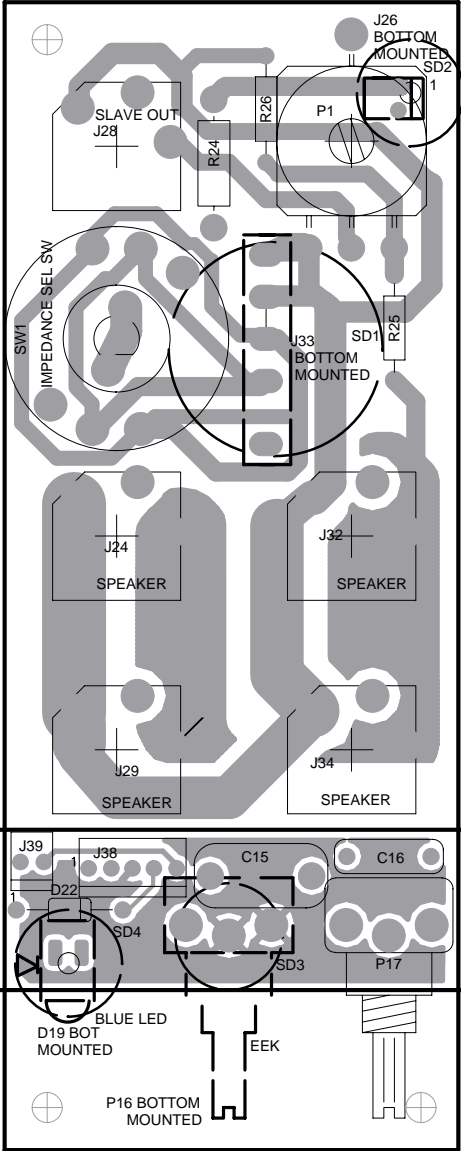 J26
BOTTOM
MOUNTED
SD2
1
SLAVE OUT
J28
R24
R26
P1
SW1
IMPEDANCE SEL SW
J33
BOTTOM
MOUNTED
SD1
R25
J24
SPEAKER
J32
SPEAKER
J29
SPEAKER
J34
SPEAKER
J39
1
J38
C15
C16
1
D22
SD4
SD3
P17
BLUE LED
D19 BOT
MOUNTED
EEK
P16 BOTTOM
MOUNTED